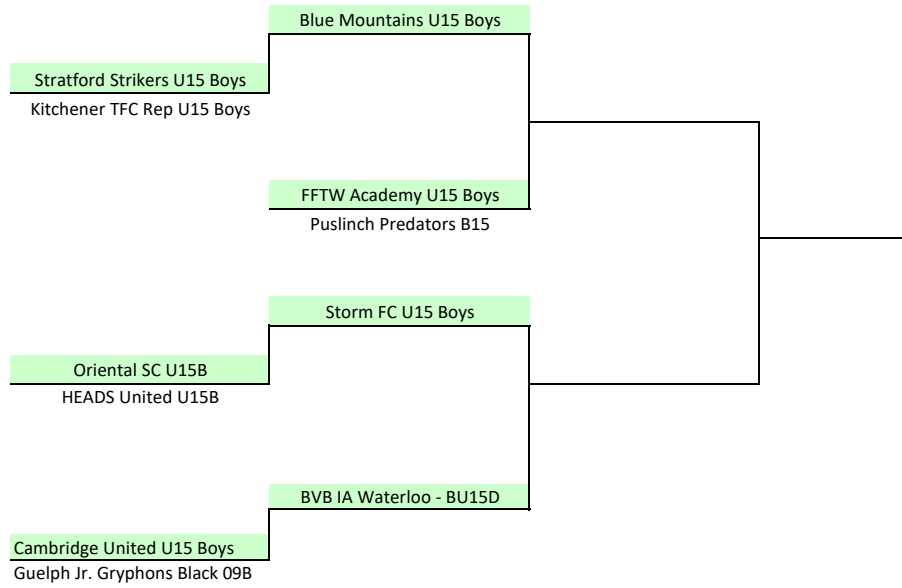 Blue Mountains U15 Boys
Stratford Strikers U15 Boys
Kitchener TFC Rep U15 Boys
FFTW Academy U15 Boys
Puslinch Predators B15
Storm FC U15 Boys
Oriental SC U15B
HEADS United U15B
BVB IA Waterloo - BU15D
Cambridge United U15 Boys
Guelph Jr. Gryphons Black 09B